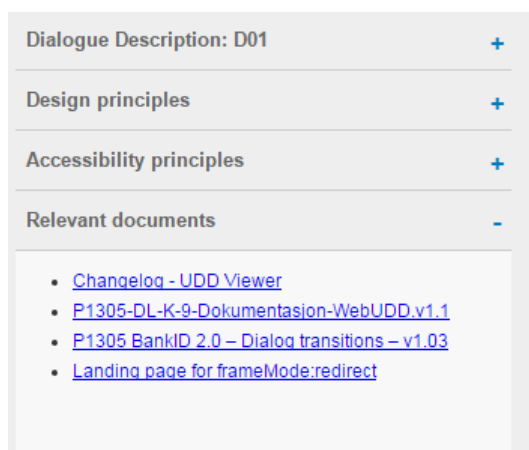 Dialogue Description: D01 +
Design principles +
Accessibility principles +
Relevant documents -
• Changelog - UDD Viewer
• P1305-DL-K-9-Dokumentasjon-WebUDD.v1.1
• P1305 BankID 2.0 – Dialog transitions – v1.03
• Landing page for frameMode:redirect